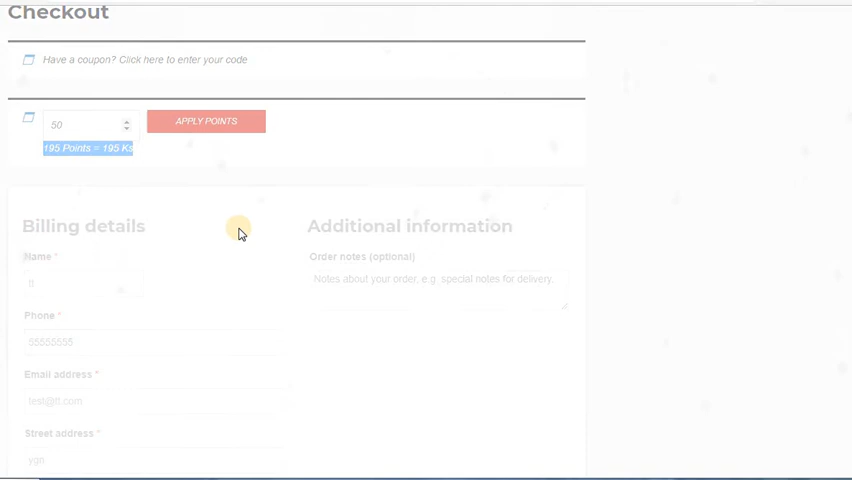 Checkout
Have a coupon? Click here to enter your code
50
APPLY POINTS
195 Points = 195 Ks
Billing details
Additional information
Name *
Order notes (optional)
tt
Notes about your order, e.g. special notes for delivery.
Phone *
Email address *
test@tt.com
Street address *
ygn